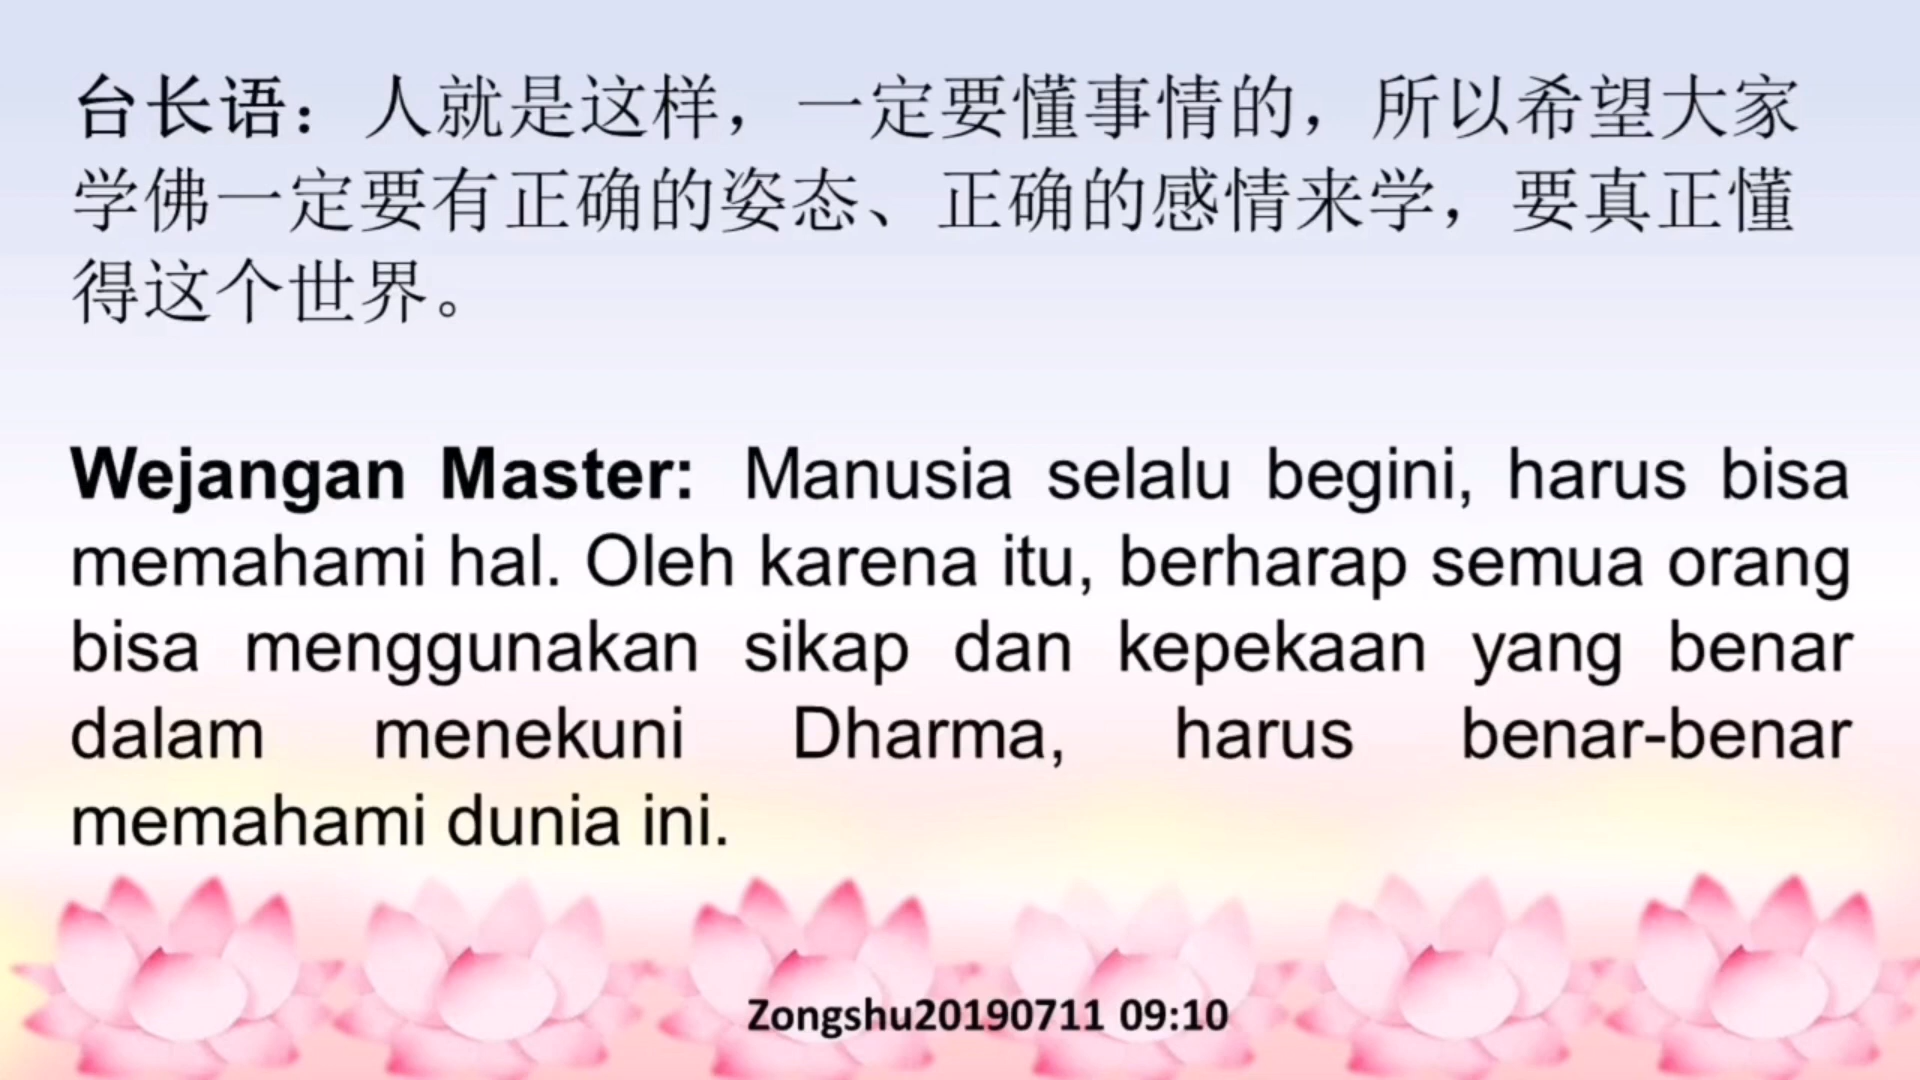 台长语：人就是这样，一定要懂事情的，所以希望大家
学佛一定要有正确的姿态、正确的感情来学，要真正懂
得这个世界。
Wejangan Master: Manusia selalu begini, harus bisa
memahami hal. Oleh karena itu, berharap semua orang
bisa menggunakan sikap dan kepekaan yang benar
dalam menekuni Dharma, harus benar-benar
memahami dunia ini.
Zongshu20190711 09:10